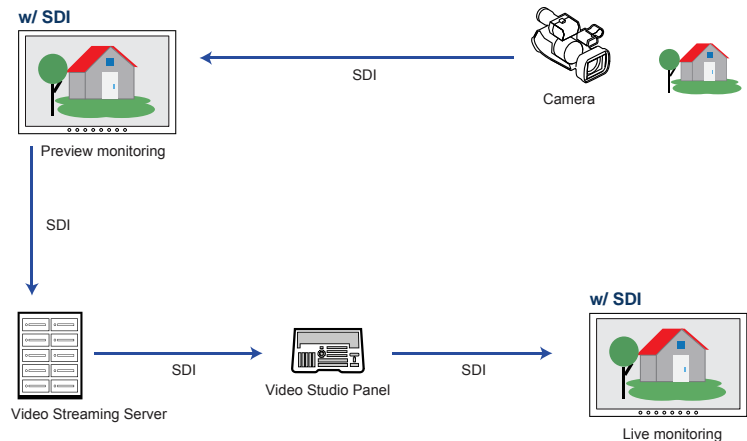 w/ SDI
SDI
Camera
Preview monitoring
SDI
w/ SDI
SDI
SDI
Video Studio Panel
Video Streaming Server
Live monitoring